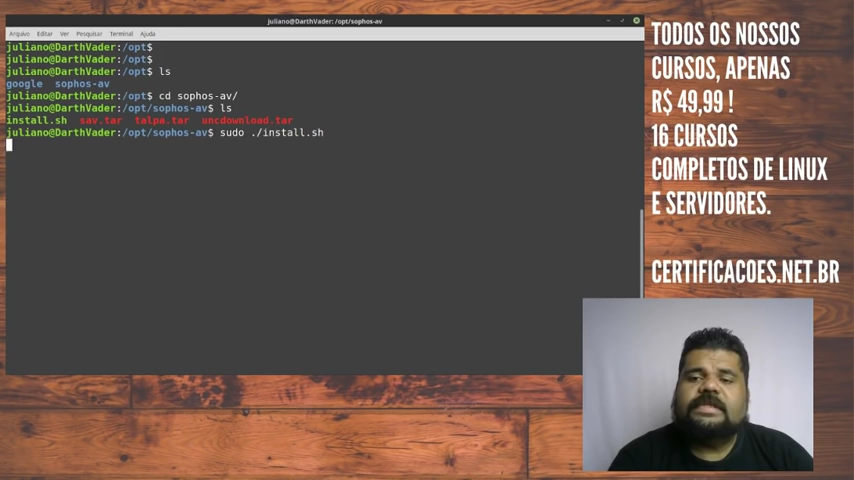 juliano@DarthVader: /opt/sophos-av
Arquivo Editar Ver Pesquisar Terminal Ajuda
juliano@DarthVader:/opt$
juliano@DarthVader:/opt$
juliano@DarthVader:/opt$ ls
google sophos-av
juliano@DarthVader:/opt$ cd sophos-av/
juliano@DarthVader:/opt/sophos-av$ ls
install.sh sav.tar talpa.tar uncdownload.tar
juliano@DarthVader:/opt/sophos-av$ sudo ./install.sh
TODOS OS NOSSOS
CURSOS, APENAS
R$ 49,99 !
16 CURSOS
COMPLETOS DE LINUX
E SERVIDORES.
CERTIFICACOES.NET.BR